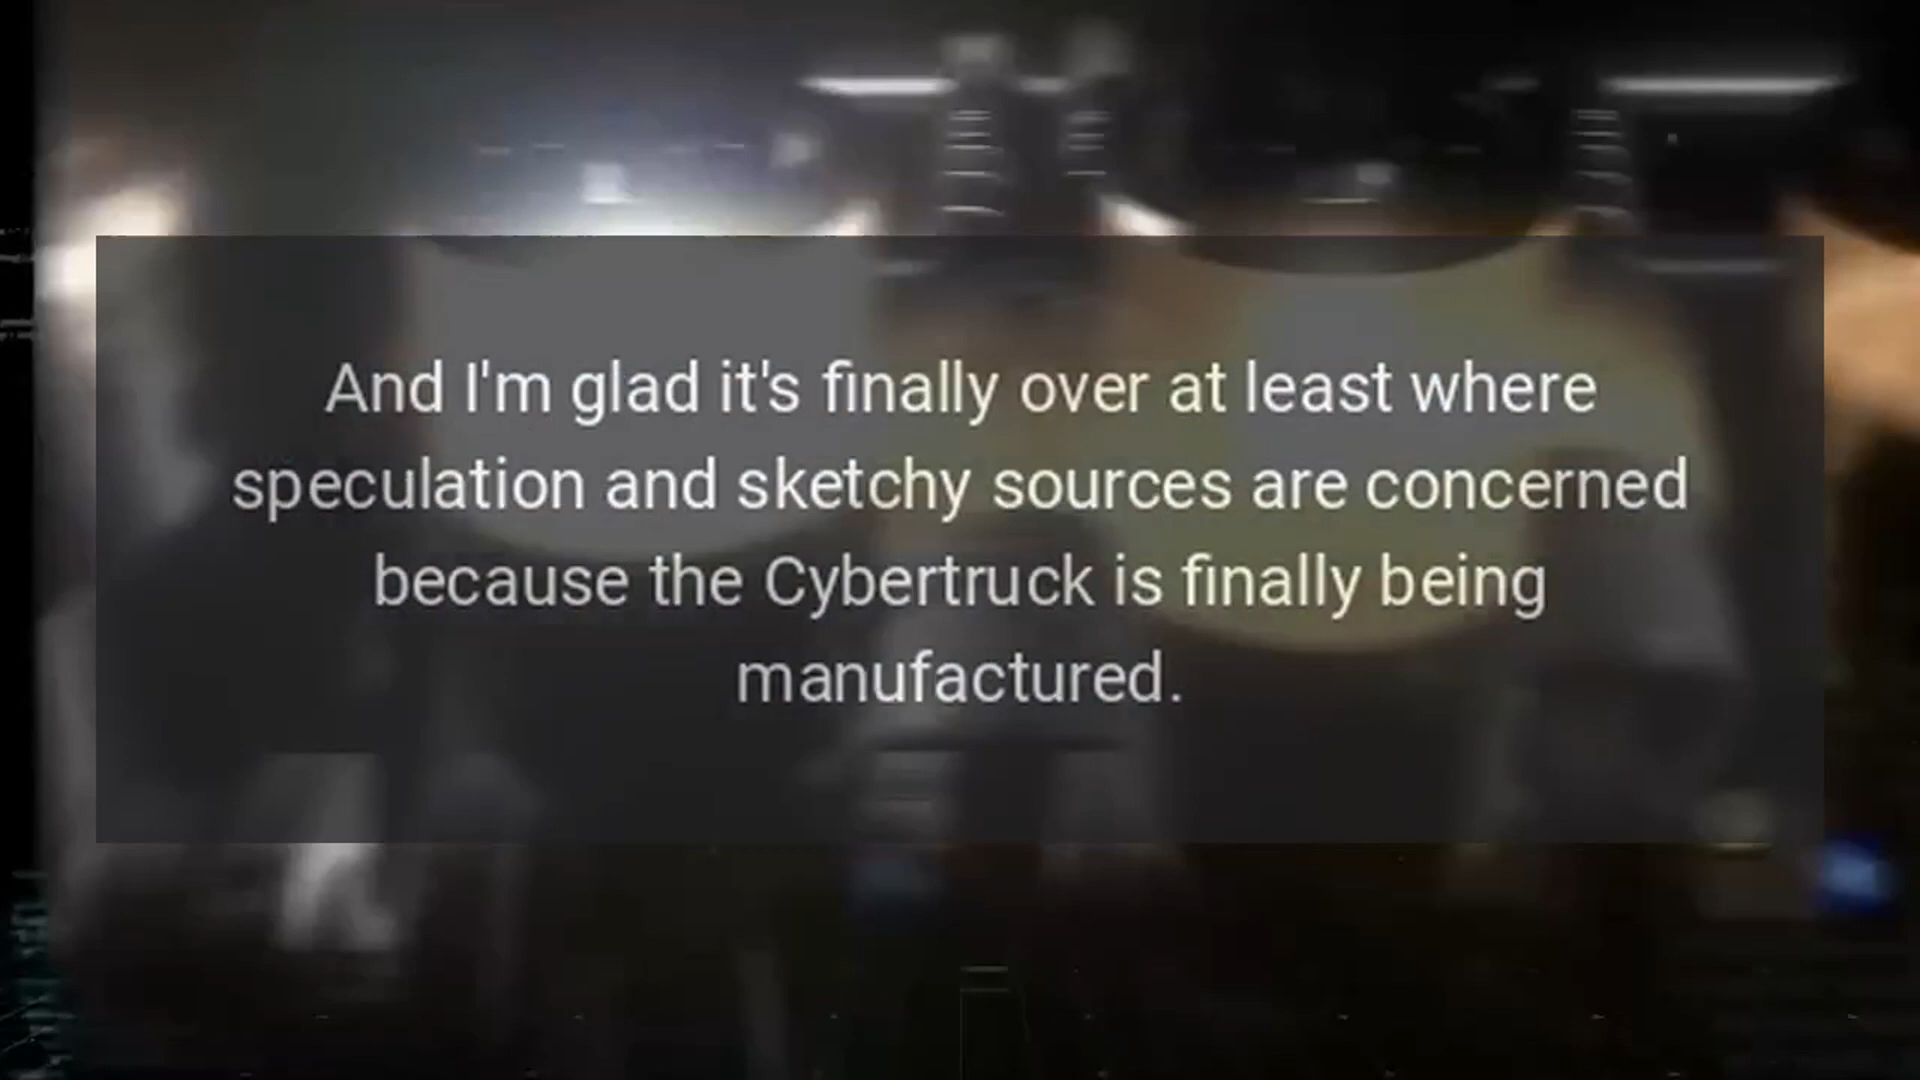 And I'm glad it's finally over at least where
speculation and sketchy sources are concerned
because the Cybertruck is finally being
manufactured.